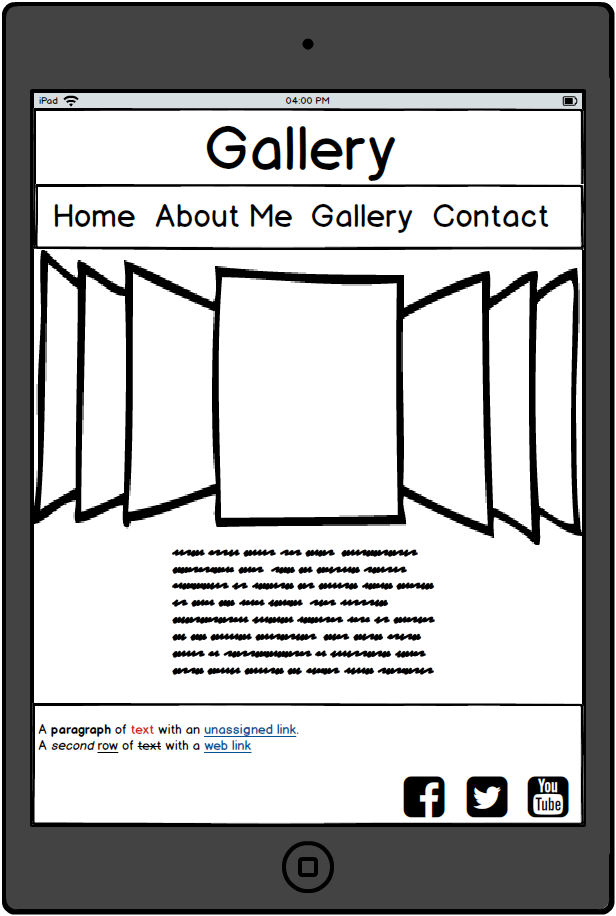 iPad 04:00 PM
Gallery
Home About Me Gallery Contact
A paragraph of text with an unassigned link.
A second row of text with a web link
You
Tube